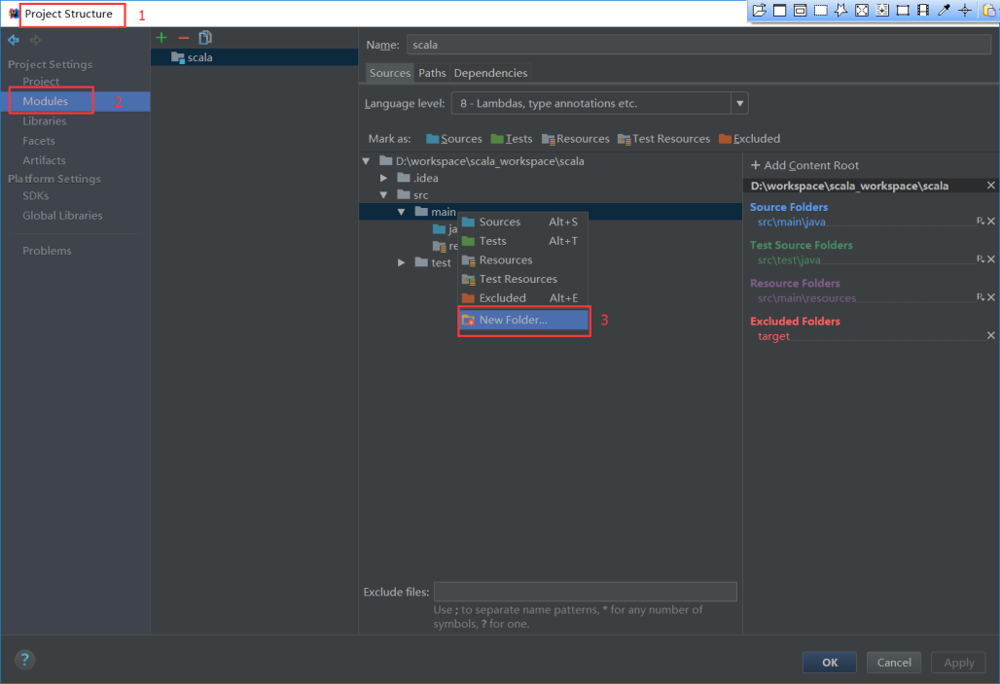 Project Structure
1
Project Settings
Project
Modules
2
Libraries
Facets
Artifacts
Platform Settings
SDKs
Global Libraries
Problems
scala
Name: scala
Sources Paths Dependencies
Language level: 8 - Lambdas, type annotations etc.
Mark as: Sources Tests Resources Test Resources Excluded
D:\workspace\scala_workspace\scala
.idea
src
main
ja
re
test
Sources Alt+S
Tests Alt+T
Resources
Test Resources
Excluded Alt+E
New Folder...
3
+ Add Content Root
D:\workspace\scala_workspace\scala
Source Folders
src\main\java
Test Source Folders
src\test\java
Resource Folders
src\main\resources
Excluded Folders
target
Exclude files:
Use ; to separate name patterns, * for any number of
symbols, ? for one.
?
OK Cancel Apply